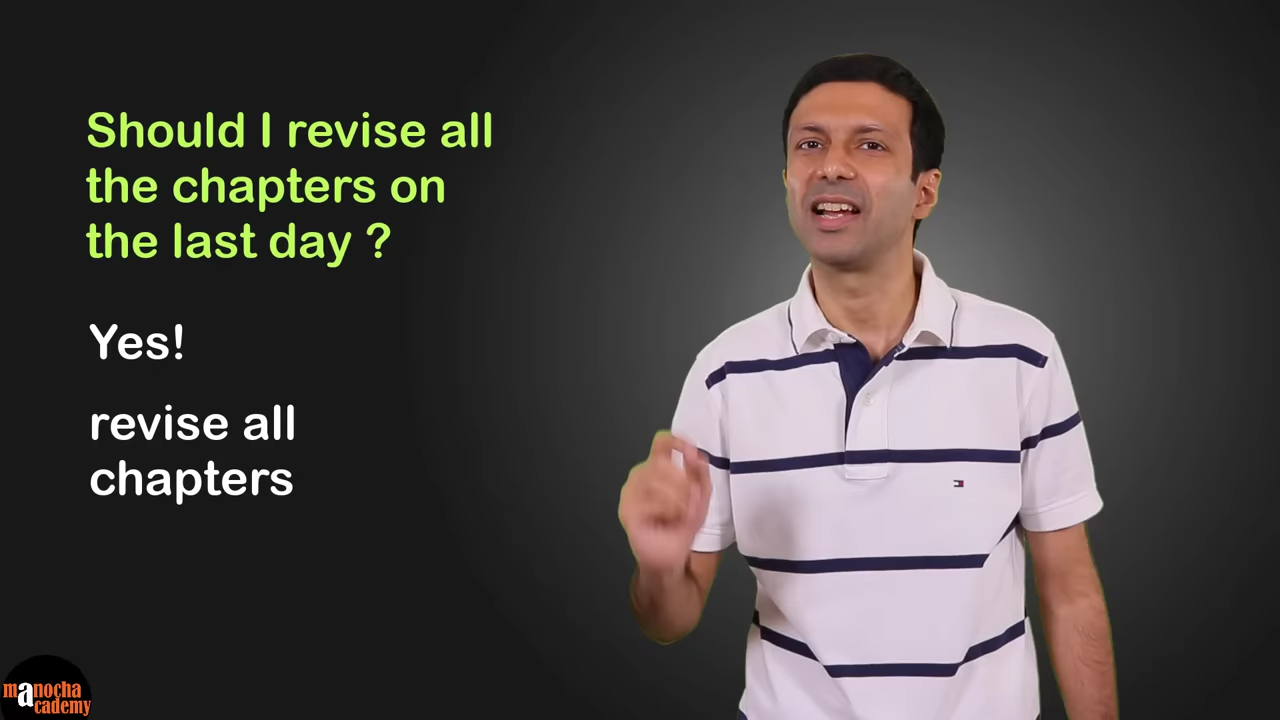 Should I revise all
the chapters on
the last day ?
Yes!
revise all
chapters
manocha
academy